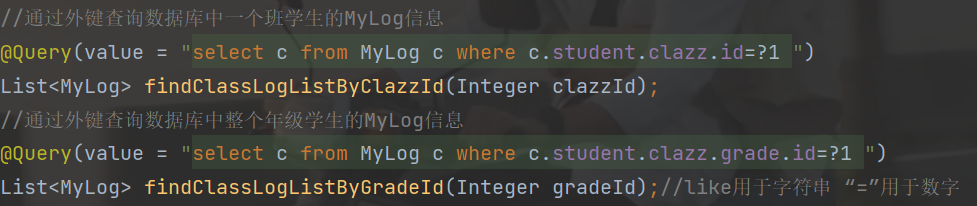 //通过外键查询数据库中一个班学生的MyLog信息
@Query(value = "select c from MyLog c where c.student.clazz.id=?1 ")
List<MyLog> findClassLogListByClazzId(Integer clazzId);
//通过外键查询数据库中整个年级学生的MyLog信息
@Query(value = "select c from MyLog c where c.student.clazz.grade.id=?1 ")
List<MyLog> findClassLogListByGradeId(Integer gradeId);//like用于字符串 “=”用于数字